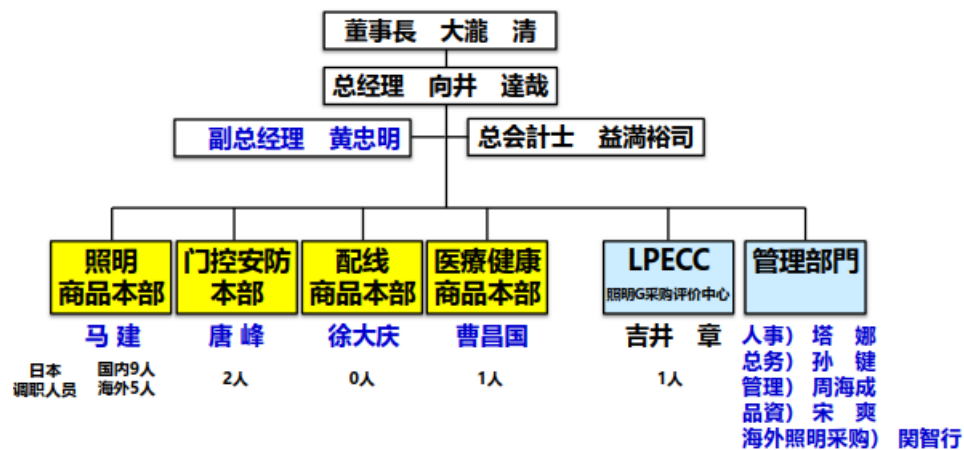 董事長　大瀧　清
总经理　向井　達哉
副总经理　黄忠明
总会計士　益満裕司
照明
商品本部
门控安防
本部
配线
商品本部
医療健康
商品本部
LPECC
照明G采购评价中心
管理部門
马 建
唐 峰
徐大庆
曹昌国
吉井　章
人事） 塔　娜
总务） 孙　键
管理） 周海成
品資） 宋　爽
海外照明采购） 閔智行
日本
调职人员
国内9人
海外5人
2人
0人
1人
1人